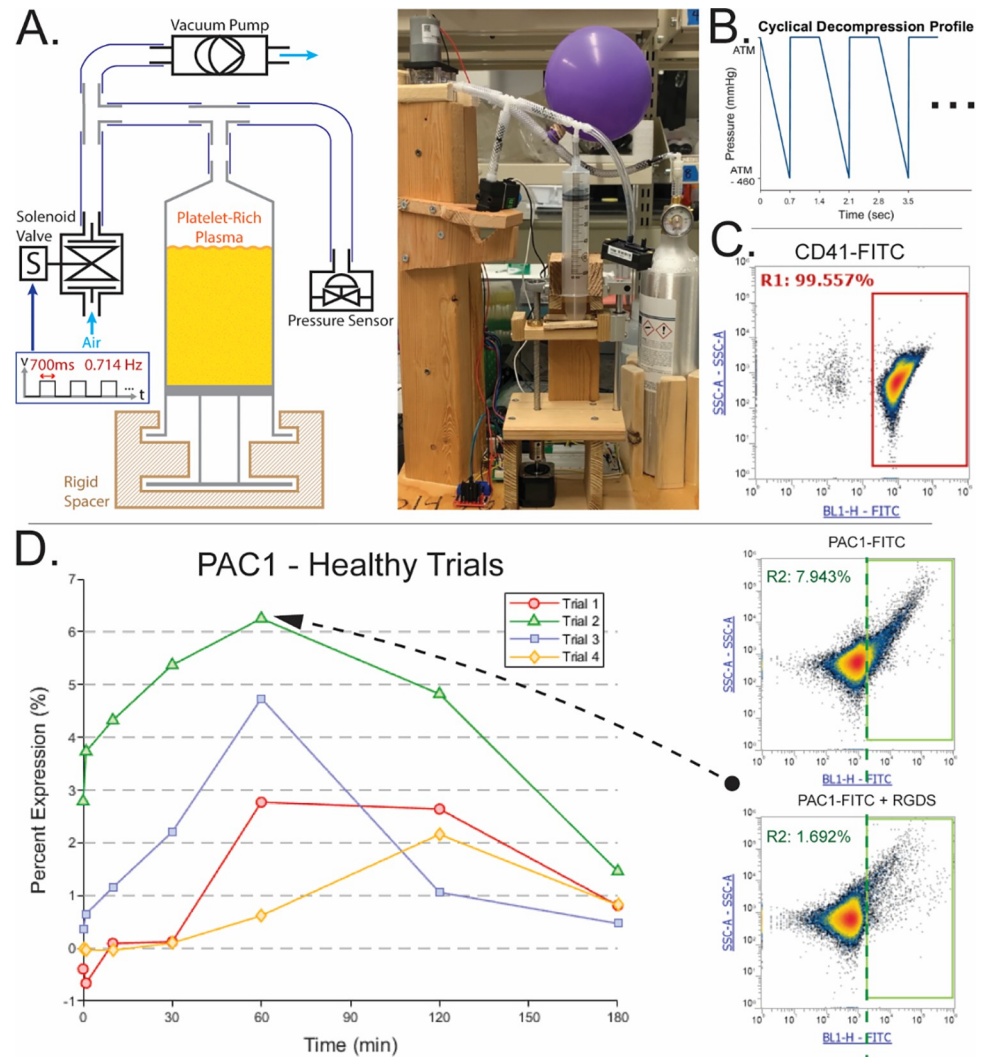 A.
Vacuum Pump
Solenoid
Valve
S
Platelet-Rich
Plasma
Air
Pressure Sensor
V
700ms 0.714 Hz
...
t
Rigid
Spacer
B.
Cyclical Decompression Profile
Pressure (mmHg)
ATM
ATM
- 460
0 0.7 1.4 2.1 2.8 3.5
Time (sec)
C.
CD41-FITC
R1: 99.557%
SSC-A - SSC-A
BL1-H - FITC
D.
PAC1 - Healthy Trials
Percent Expression (%)
7
6
5
4
3
2
1
0
-1
0 30 60 90 120 150 180
Time (min)
Trial 1
Trial 2
Trial 3
Trial 4
PAC1-FITC
R2: 7.943%
SSC-A - SSC-A
BL1-H - FITC
PAC1-FITC + RGDS
R2: 1.692%
SSC-A - SSC-A
BL1-H - FITC